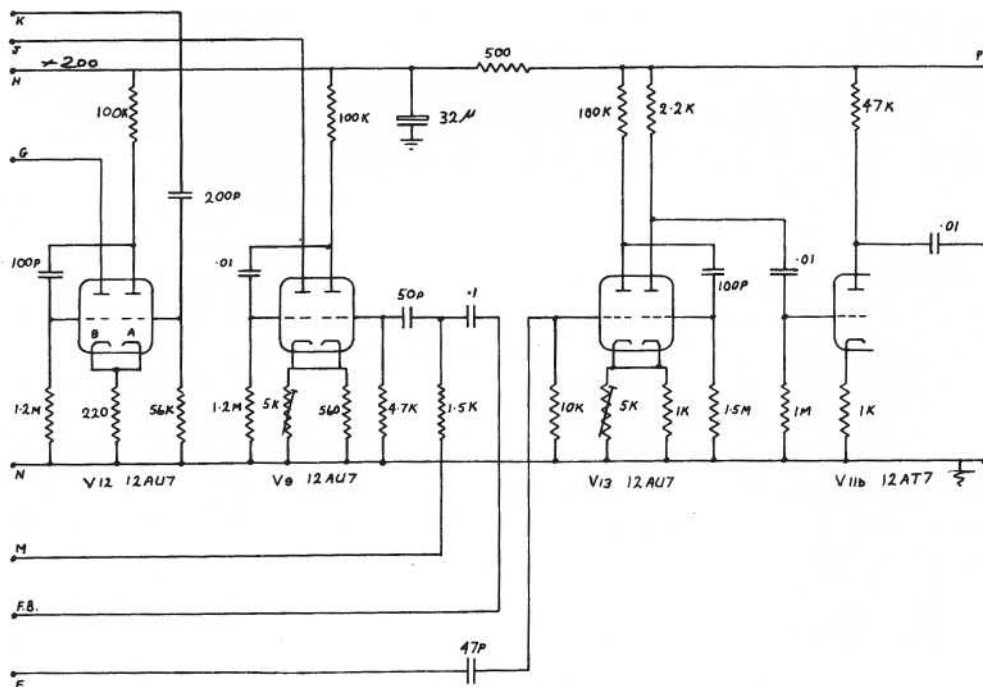 K
J
H
+200
500
P
100K
100K
32μ
100K
2.2K
47K
G
200P
.01
100P
.01
50P
.1
100P
.01
B A
1.2M
220
56K
1.2M
5K
560
4.7K
1.5K
10K
5K
1K
1.5M
1M
1K
N
V12 12AU7
V9 12AU7
V13 12AU7
V11b 12AT7
M
F.B.
47P